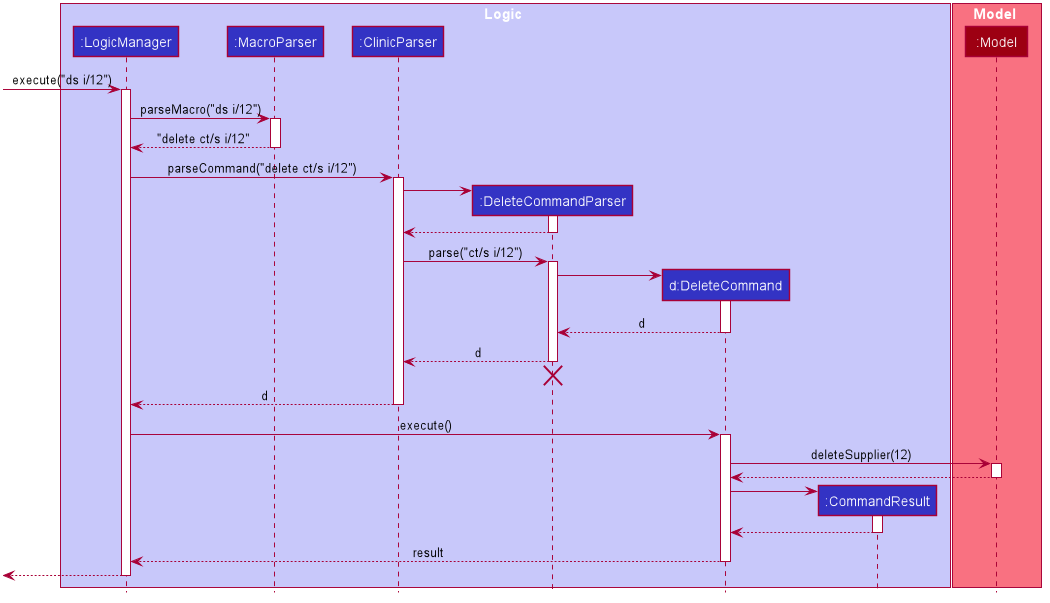 Logic
Model
:LogicManager
:MacroParser
:ClinicParser
:Model
execute("ds i/12")
parseMacro("ds i/12")
"delete ct/s i/12"
parseCommand("delete ct/s i/12")
:DeleteCommandParser
parse("ct/s i/12")
d:DeleteCommand
d
d
d
execute()
deleteSupplier(12)
:CommandResult
result